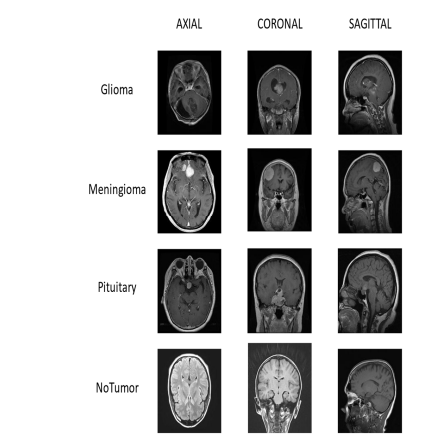 AXIAL CORONAL SAGITTAL
Glioma
Meningioma
Pituitary
NoTumor